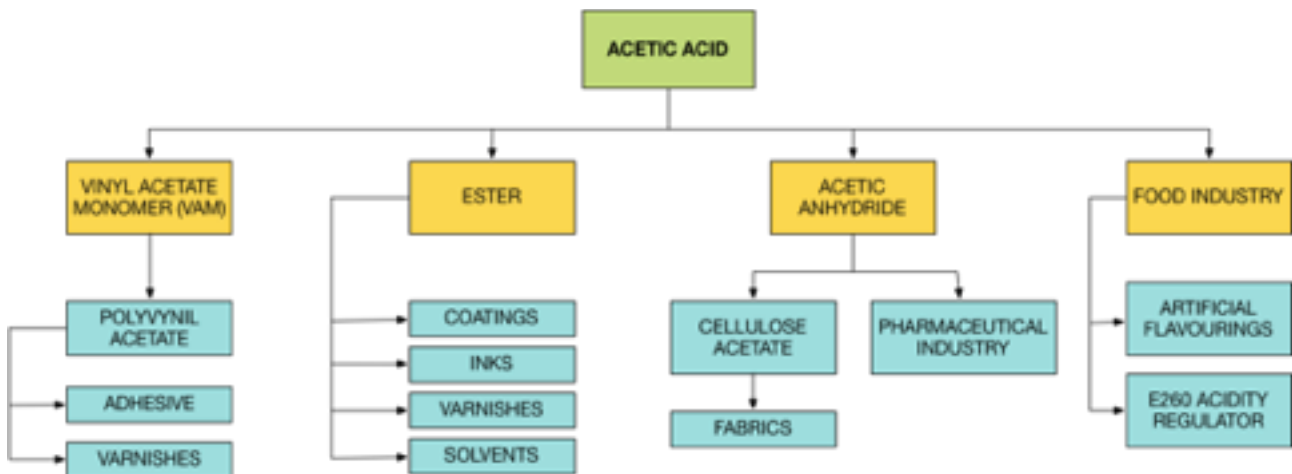 ACETIC ACID
VINYL ACETATE
MONOMER (VAM)
ESTER
ACETIC
ANHYDRIDE
FOOD INDUSTRY
POLYVYNIL
ACETATE
ADHESIVE
VARNISHES
COATINGS
INKS
VARNISHES
SOLVENTS
CELLULOSE
ACETATE
FABRICS
PHARMACEUTICAL
INDUSTRY
ARTIFICIAL
FLAVOURINGS
E260 ACIDITY
REGULATOR